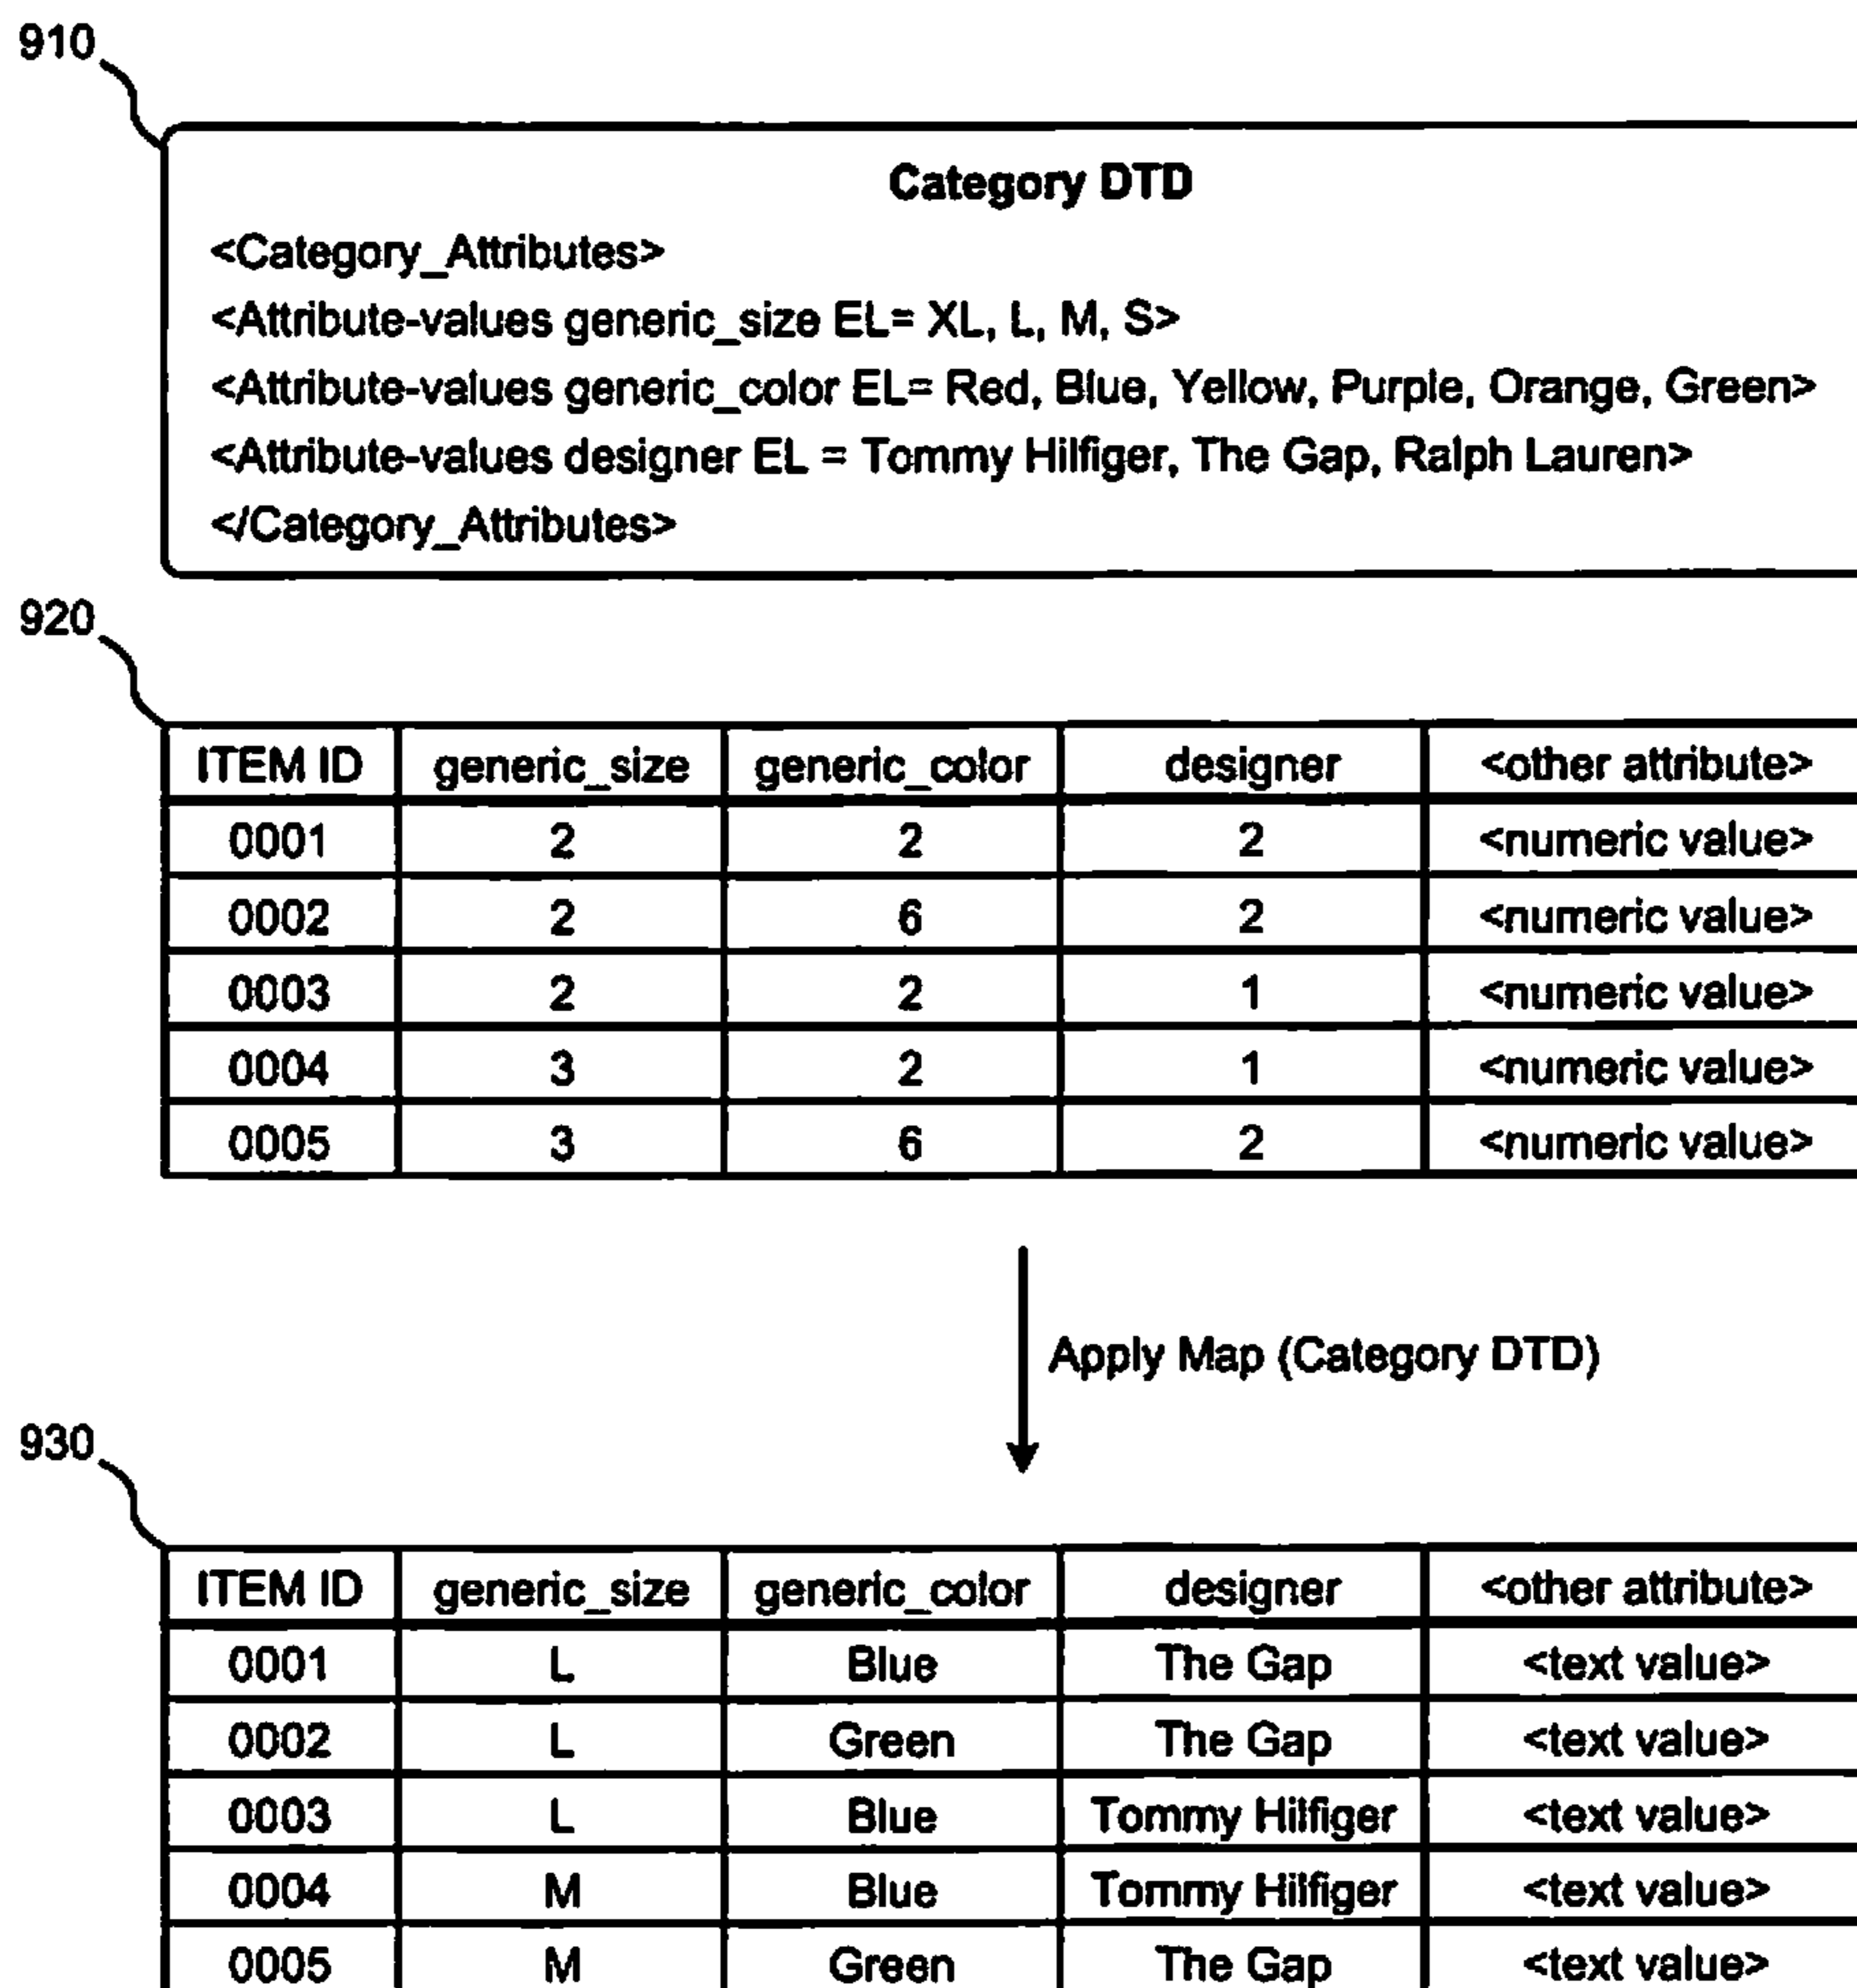 910
Category DTD
<Category_Attributes>
<Attribute-values generic_size EL= XL, L, M, S>
<Attribute-values generic_color EL= Red, Blue, Yellow, Purple, Orange, Green>
<Attribute-values designer EL = Tommy Hilfiger, The Gap, Ralph Lauren>
</Category_Attributes>
920
ITEM ID generic_size generic_color designer <other attribute>
0001 2 2 2 <numeric value>
0002 2 6 2 <numeric value>
0003 2 2 1 <numeric value>
0004 3 2 1 <numeric value>
0005 3 6 2 <numeric value>
Apply Map (Category DTD)
930
ITEM ID generic_size generic_color designer <other attribute>
0001 L Blue The Gap <text value>
0002 L Green The Gap <text value>
0003 L Blue Tommy Hilfiger <text value>
0004 M Blue Tommy Hilfiger <text value>
0005 M Green The Gap <text value>